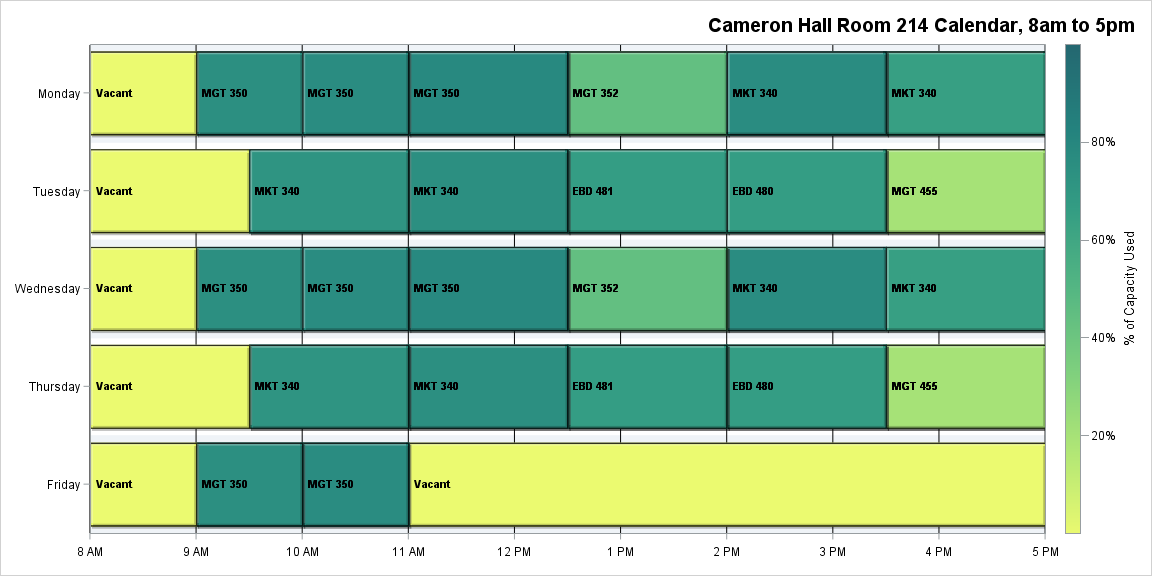 Cameron Hall Room 214 Calendar, 8am to 5pm
Monday Vacant MGT 350 MGT 350 MGT 350 MGT 352 MKT 340 MKT 340
80%
Tuesday Vacant MKT 340 MKT 340 EBD 481 EBD 480 MGT 455
60%
Wednesday Vacant MGT 350 MGT 350 MGT 350 MGT 352 MKT 340 MKT 340
% of Capacity Used
40%
Thursday Vacant MKT 340 MKT 340 EBD 481 EBD 480 MGT 455
20%
Friday Vacant MGT 350 MGT 350 Vacant
8 AM 9 AM 10 AM 11 AM 12 PM 1 PM 2 PM 3 PM 4 PM 5 PM